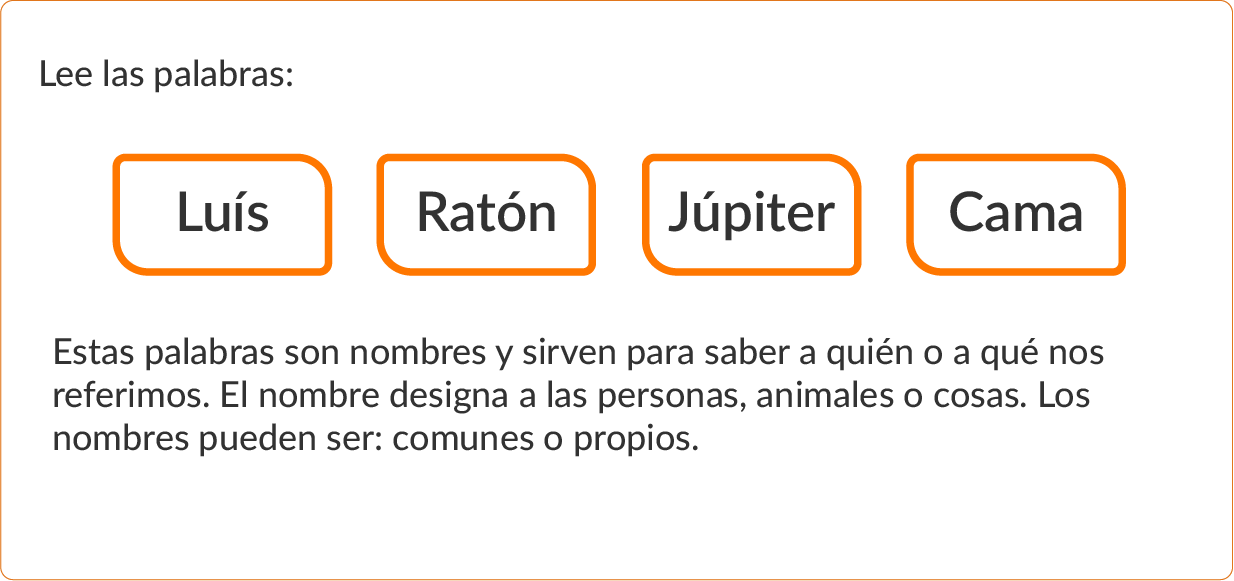 Lee las palabras:
Luís Ratón Júpiter Cama
Estas palabras son nombres y sirven para saber a quién o a qué nos
referimos. El nombre designa a las personas, animales o cosas. Los
nombres pueden ser: comunes o propios.